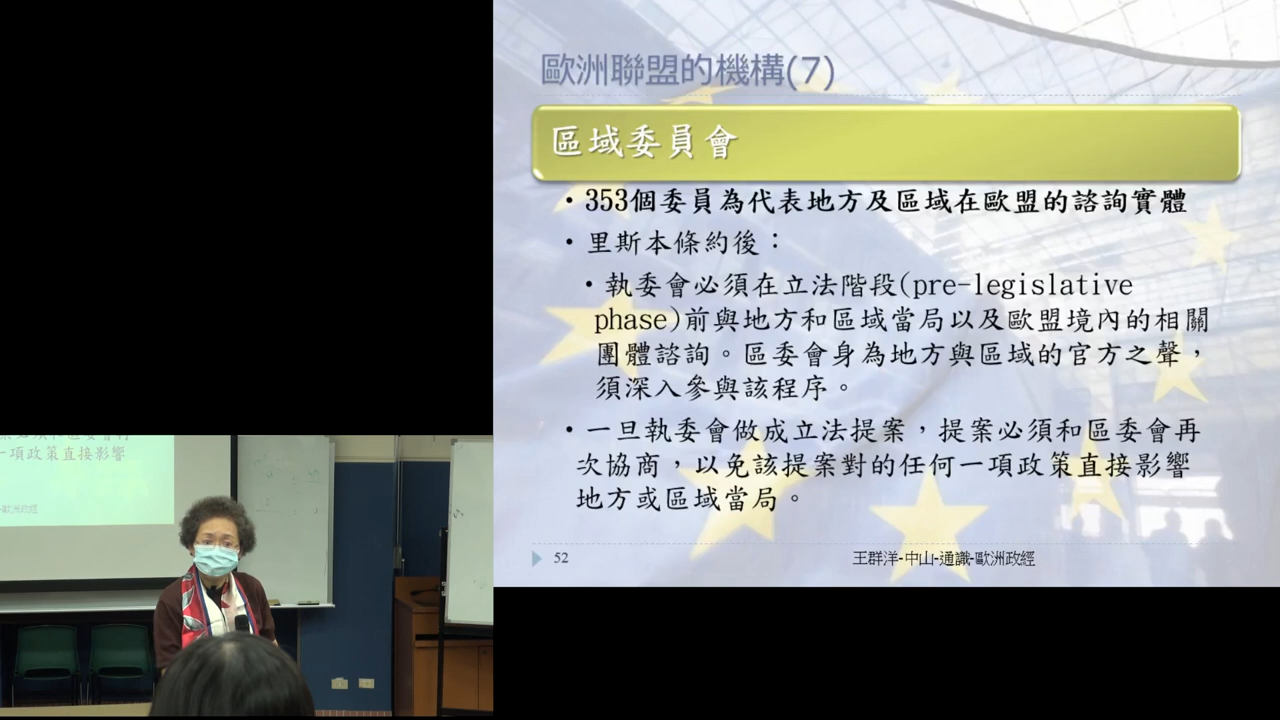 歐洲聯盟的機構(7)
區域委員會
・353個委員為代表地方及區域在歐盟的諮詢實體
・里斯本條約後：
・執委會必須在立法階段(pre-legislative
phase)前與地方和區域當局以及歐盟境內的相關
團體諮詢。區委會身為地方與區域的官方之聲，
須深入參與該程序。
・一旦執委會做成立法提案，提案必須和區委會再
次協商，以免該提案對的任何一項政策直接影響
地方或區域當局。
52
王群洋-中山-通識-歐洲政經
一項政策直接影響
歐洲政經